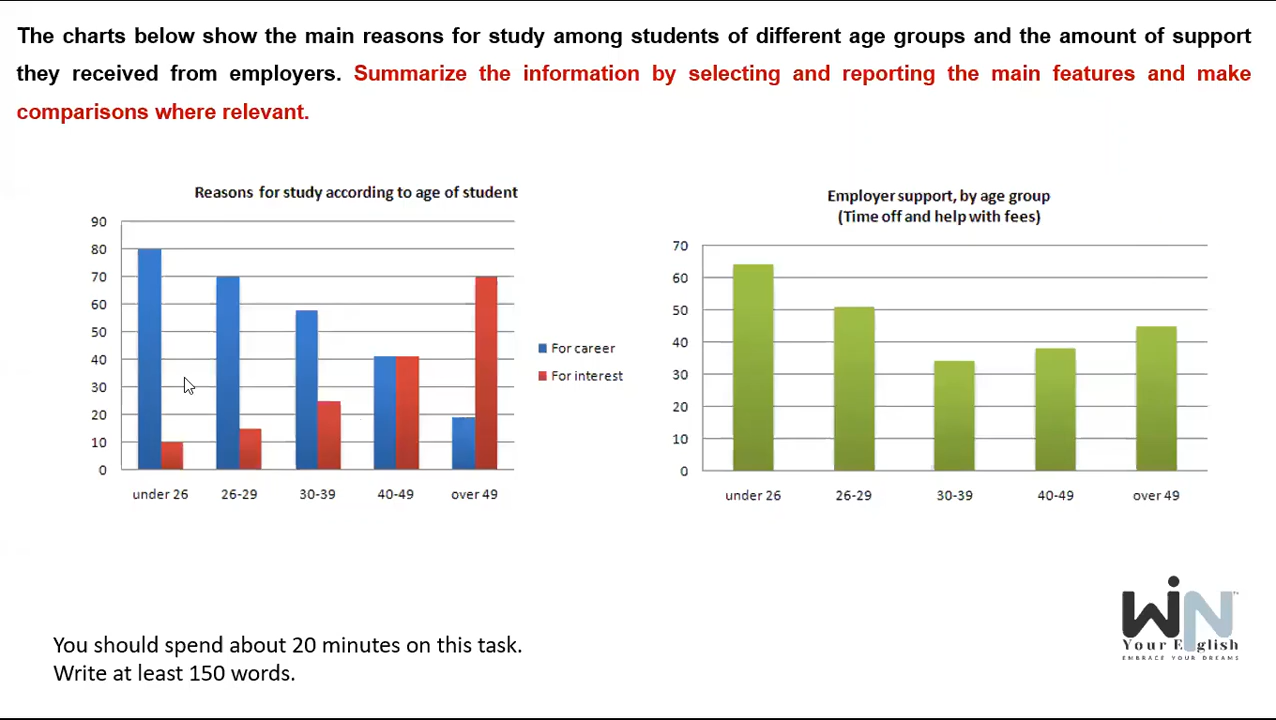 The charts below show the main reasons for study among students of different age groups and the amount of support
they received from employers. Summarize the information by selecting and reporting the main features and make
comparisons where relevant.
Reasons for study according to age of student
90
80
70
60
50
40
30
20
10
0
under 26 26-29 30-39 40-49 over 49
For career
For interest
Employer support, by age group
(Time off and help with fees)
70
60
50
40
30
20
10
0
under 26 26-29 30-39 40-49 over 49
You should spend about 20 minutes on this task.
Write at least 150 words.
WiN
Your English
EMBRACE YOUR DREAMS